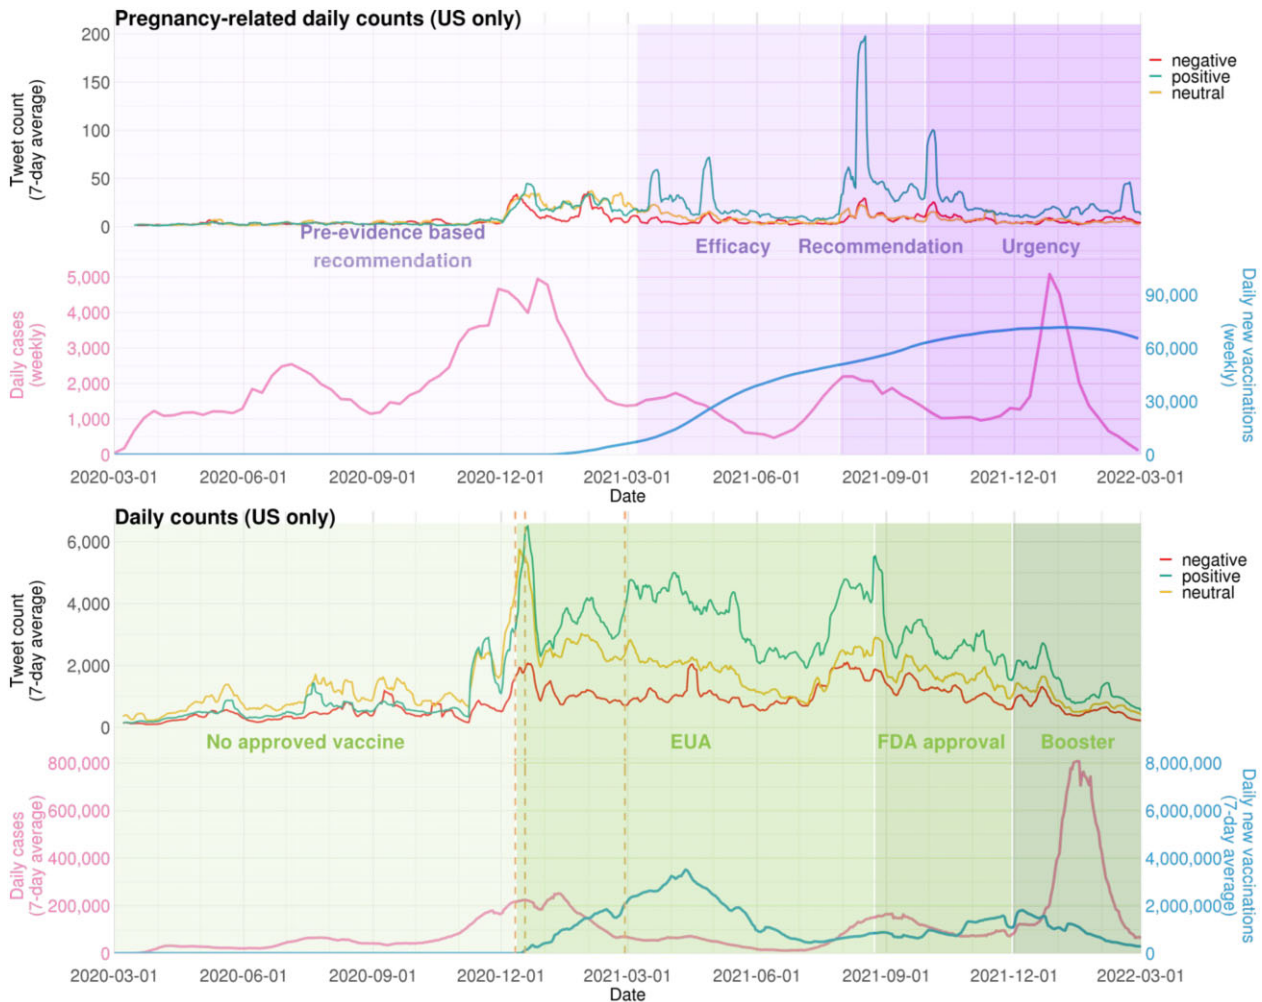 Pregnancy-related daily counts (US only)
Tweet count
(7-day average)
200
150
100
50
0
negative
positive
neutral
Pre-evidence based
recommendation
Efficacy
Recommendation
Urgency
Daily cases
(weekly)
5,000
4,000
3,000
2,000
1,000
0
90,000
60,000
30,000
0
Daily new vaccinations
(weekly)
2020-03-01 2020-06-01 2020-09-01 2020-12-01 2021-03-01 2021-06-01 2021-09-01 2021-12-01 2022-03-01
Date
Daily counts (US only)
Tweet count
(7-day average)
6,000
4,000
2,000
0
negative
positive
neutral
No approved vaccine
EUA
FDA approval
Booster
Daily cases
(7-day average)
800,000
600,000
400,000
200,000
0
8,000,000
6,000,000
4,000,000
2,000,000
0
Daily new vaccinations
(7-day average)
2020-03-01 2020-06-01 2020-09-01 2020-12-01 2021-03-01 2021-06-01 2021-09-01 2021-12-01 2022-03-01
Date